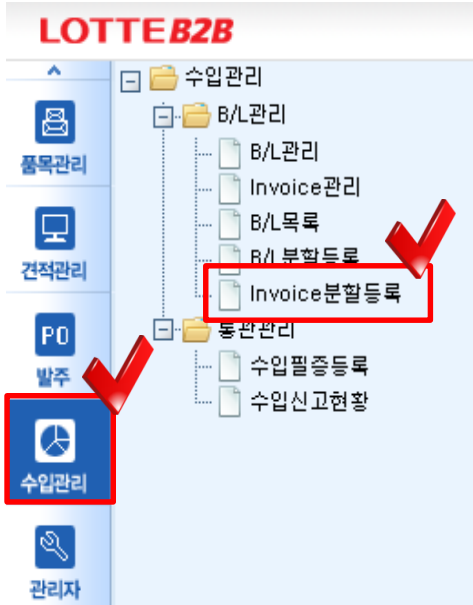 LOTTE B2B
품목관리
견적관리
PO
발주
수입관리
관리자
수입관리
B/L관리
B/L관리
Invoice관리
B/L목록
B/L분할등록
Invoice분할등록
통관관리
수입필증등록
수입신고현황